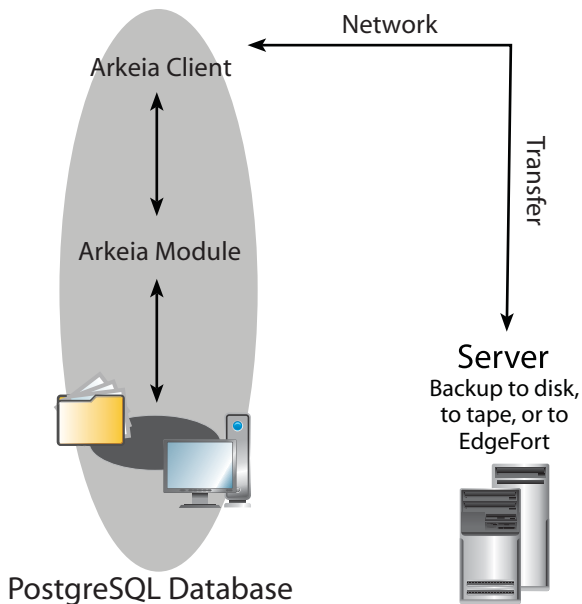 Network
Arkeia Client
Transfer
Arkeia Module
Server
Backup to disk,
to tape, or to
EdgeFort
PostgreSQL Database